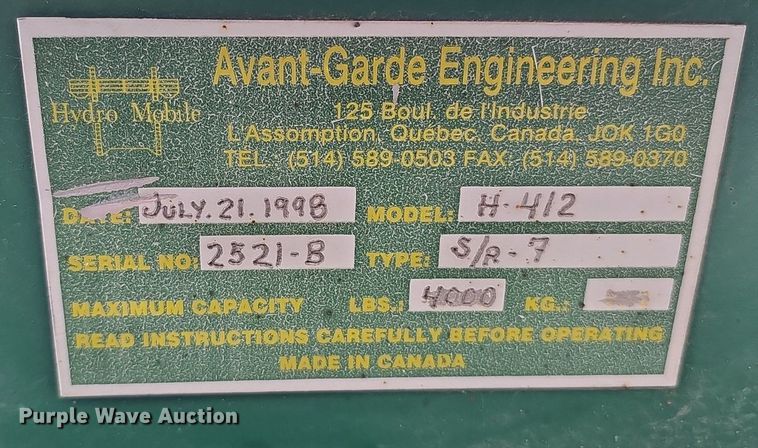 Avant-Garde Engineering Inc.
Hydro Mobile
125 Boul. de l'Industrie
L'Assomption, Quebec, Canada, JOK 1G0
TEL.: (514) 589-0503 FAX: (514) 589-0370
DATE: JULY. 21. 1998 MODEL: H-412
SERIAL NO: 2521-B TYPE: S/R-7
MAXIMUM CAPACITY LBS.: 4000 KG.:
READ INSTRUCTIONS CAREFULLY BEFORE OPERATING
MADE IN CANADA
Purple Wave Auction